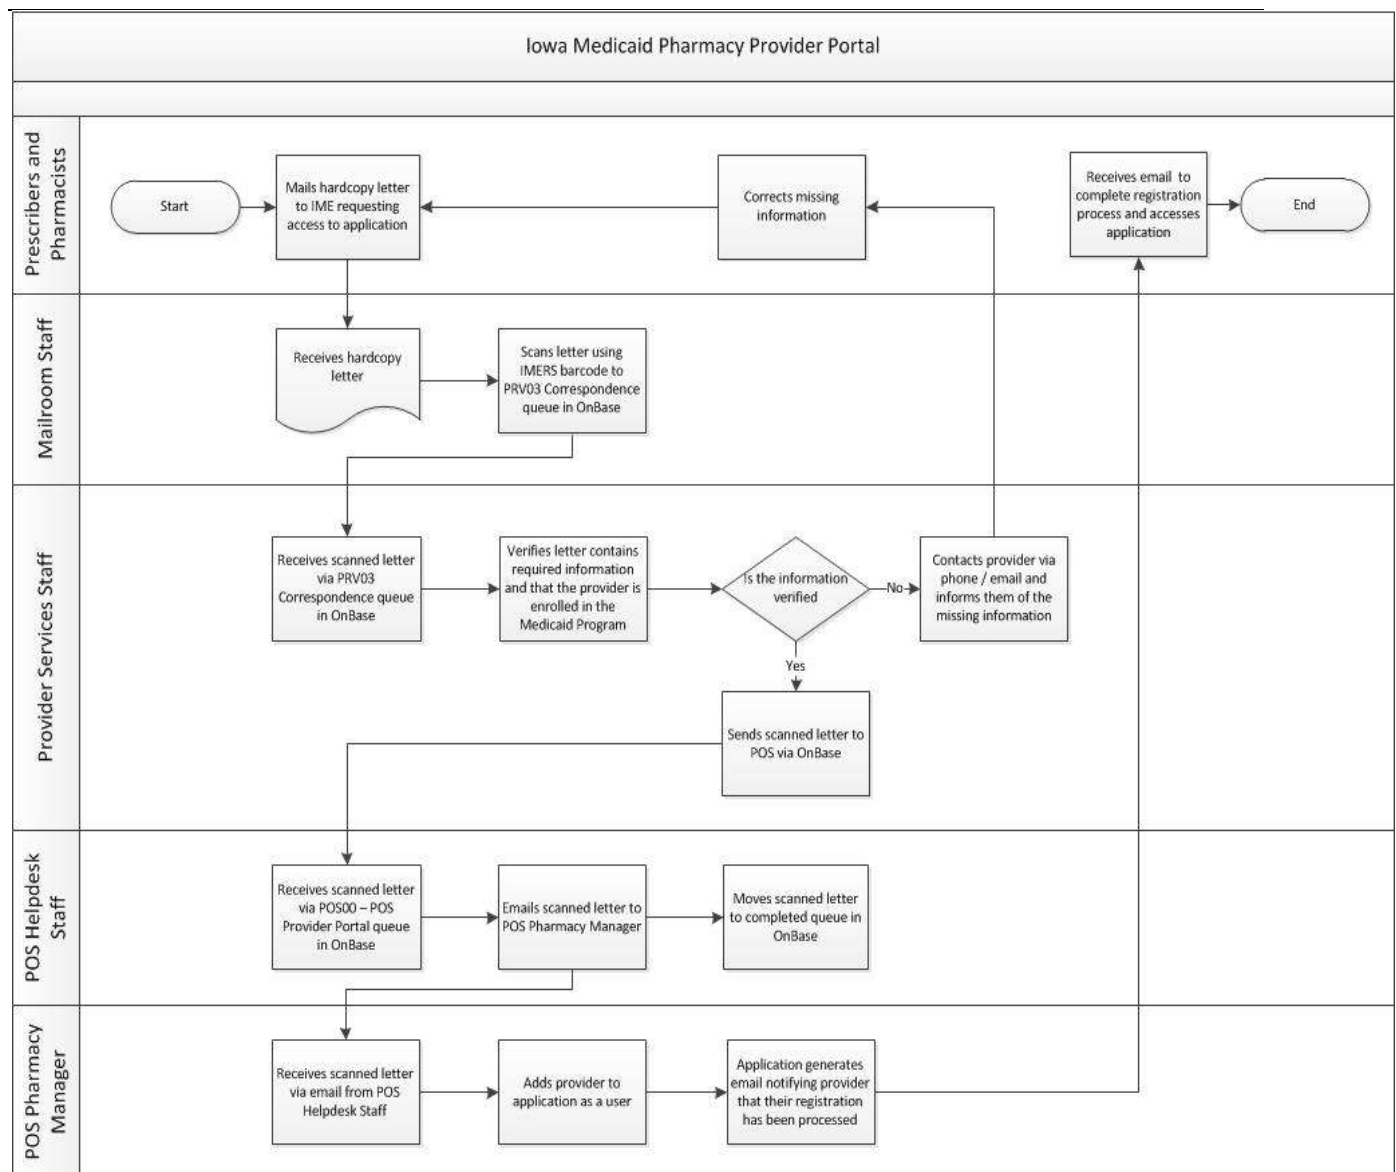 Iowa Medicaid Pharmacy Provider Portal
Prescribers and
Pharmacists
Start
Mails hardcopy letter
to IME requesting
access to application
Corrects missing
information
Receives email to
complete registration
process and accesses
application
End
Mailroom Staff
Receives hardcopy
letter
Scans letter using
IMERS barcode to
PRV03 Correspondence
queue in OnBase
Provider Services Staff
Receives scanned letter
via PRV03
Correspondence queue
in OnBase
Verifies letter contains
required information
and that the provider is
enrolled in the
Medicaid Program
Is the information
verified
No
Contacts provider via
phone / email and
informs them of the
missing information
Yes
Sends scanned letter to
POS via OnBase
POS Helpdesk
Staff
Receives scanned letter
via POS00 – POS
Provider Portal queue
in OnBase
Emails scanned letter to
POS Pharmacy Manager
Moves scanned letter
to completed queue in
OnBase
POS Pharmacy
Manager
Receives scanned letter
via email from POS
Helpdesk Staff
Adds provider to
application as a user
Application generates
email notifying provider
that their registration
has been processed